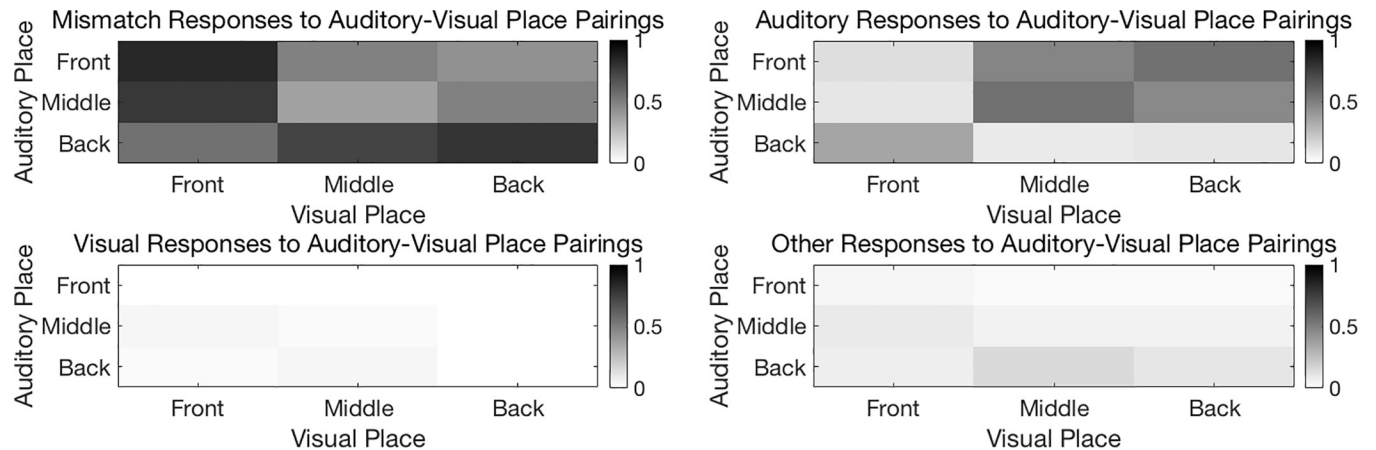 Mismatch Responses to Auditory-Visual Place Pairings
Auditory Place
Front
Middle
Back
Front Middle Back
Visual Place
1
0.5
0
Auditory Responses to Auditory-Visual Place Pairings
Auditory Place
Front
Middle
Back
Front Middle Back
Visual Place
1
0.5
0
Visual Responses to Auditory-Visual Place Pairings
Auditory Place
Front
Middle
Back
Front Middle Back
Visual Place
1
0.5
0
Other Responses to Auditory-Visual Place Pairings
Auditory Place
Front
Middle
Back
Front Middle Back
Visual Place
1
0.5
0